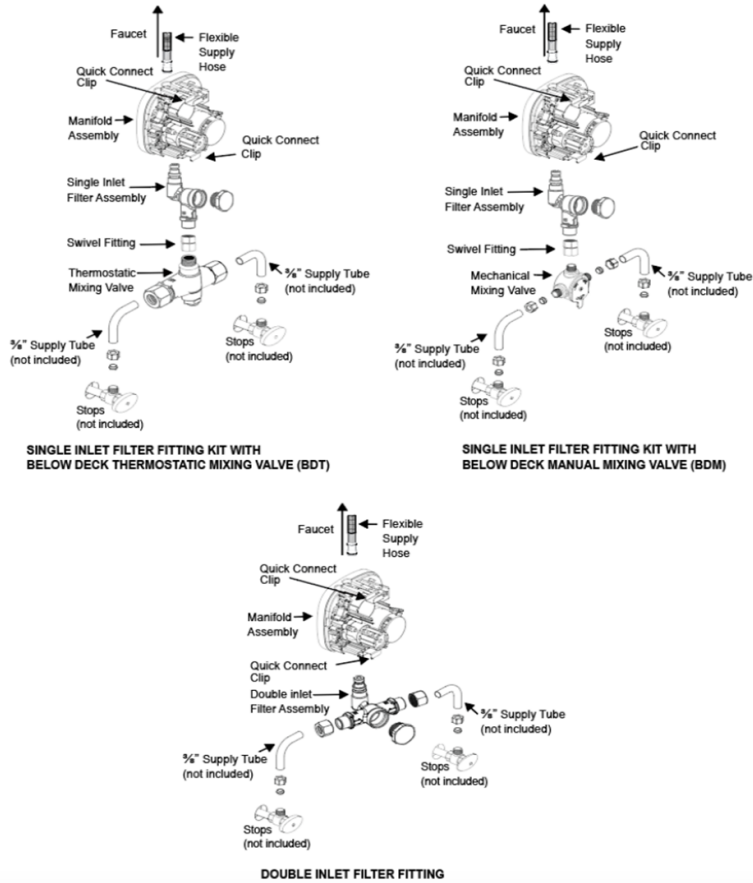 Faucet
Flexible
Supply
Hose
Quick Connect
Clip
Manifold
Assembly
Quick Connect
Clip
Single Inlet
Filter Assembly
Swivel Fitting
Thermostatic
Mixing Valve
⅜" Supply Tube
(not included)
Stops
(not included)
⅜" Supply Tube
(not included)
Stops
(not included)
SINGLE INLET FILTER FITTING KIT WITH
BELOW DECK THERMOSTATIC MIXING VALVE (BDT)
Faucet
Flexible
Supply
Hose
Quick Connect
Clip
Manifold
Assembly
Quick Connect
Clip
Single Inlet
Filter Assembly
Swivel Fitting
Mechanical
Mixing Valve
⅜" Supply Tube
(not included)
Stops
(not included)
⅜" Supply Tube
(not included)
Stops
(not included)
SINGLE INLET FILTER FITTING KIT WITH
BELOW DECK MANUAL MIXING VALVE (BDM)
Faucet
Flexible
Supply
Hose
Quick Connect
Clip
Manifold
Assembly
Quick Connect
Clip
Double inlet
Filter Assembly
⅜" Supply Tube
(not included)
⅜" Supply Tube
(not included)
Stops
(not included)
Stops
(not included)
DOUBLE INLET FILTER FITTING